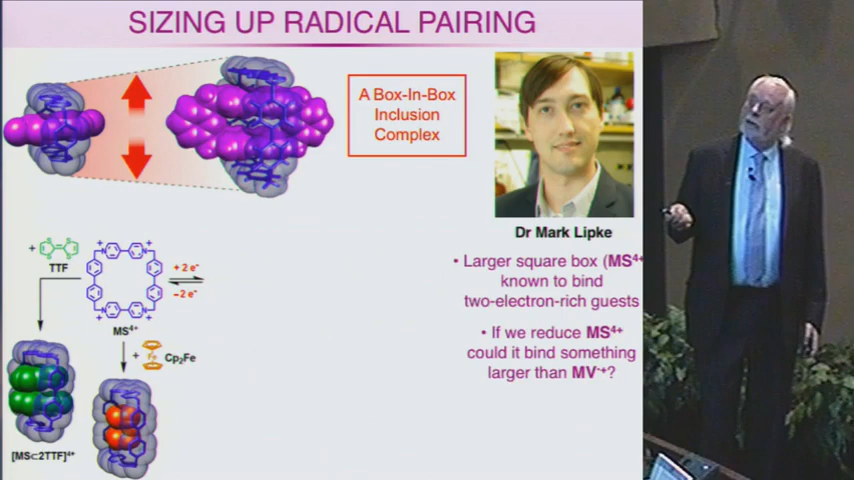 SIZING UP RADICAL PAIRING
A Box-In-Box
Inclusion
Complex
Dr Mark Lipke
• Larger square box (MS⁴⁺
known to bind
two-electron-rich guests
• If we reduce MS⁴⁺
could it bind something
larger than MV·⁺?
+
S S
S S
TTF
+ +
N N
N N
+ +
MS⁴⁺
+ 2 e⁻
− 2 e⁻
+ Fe Cp₂Fe
[MS⊂2TTF]⁴⁺